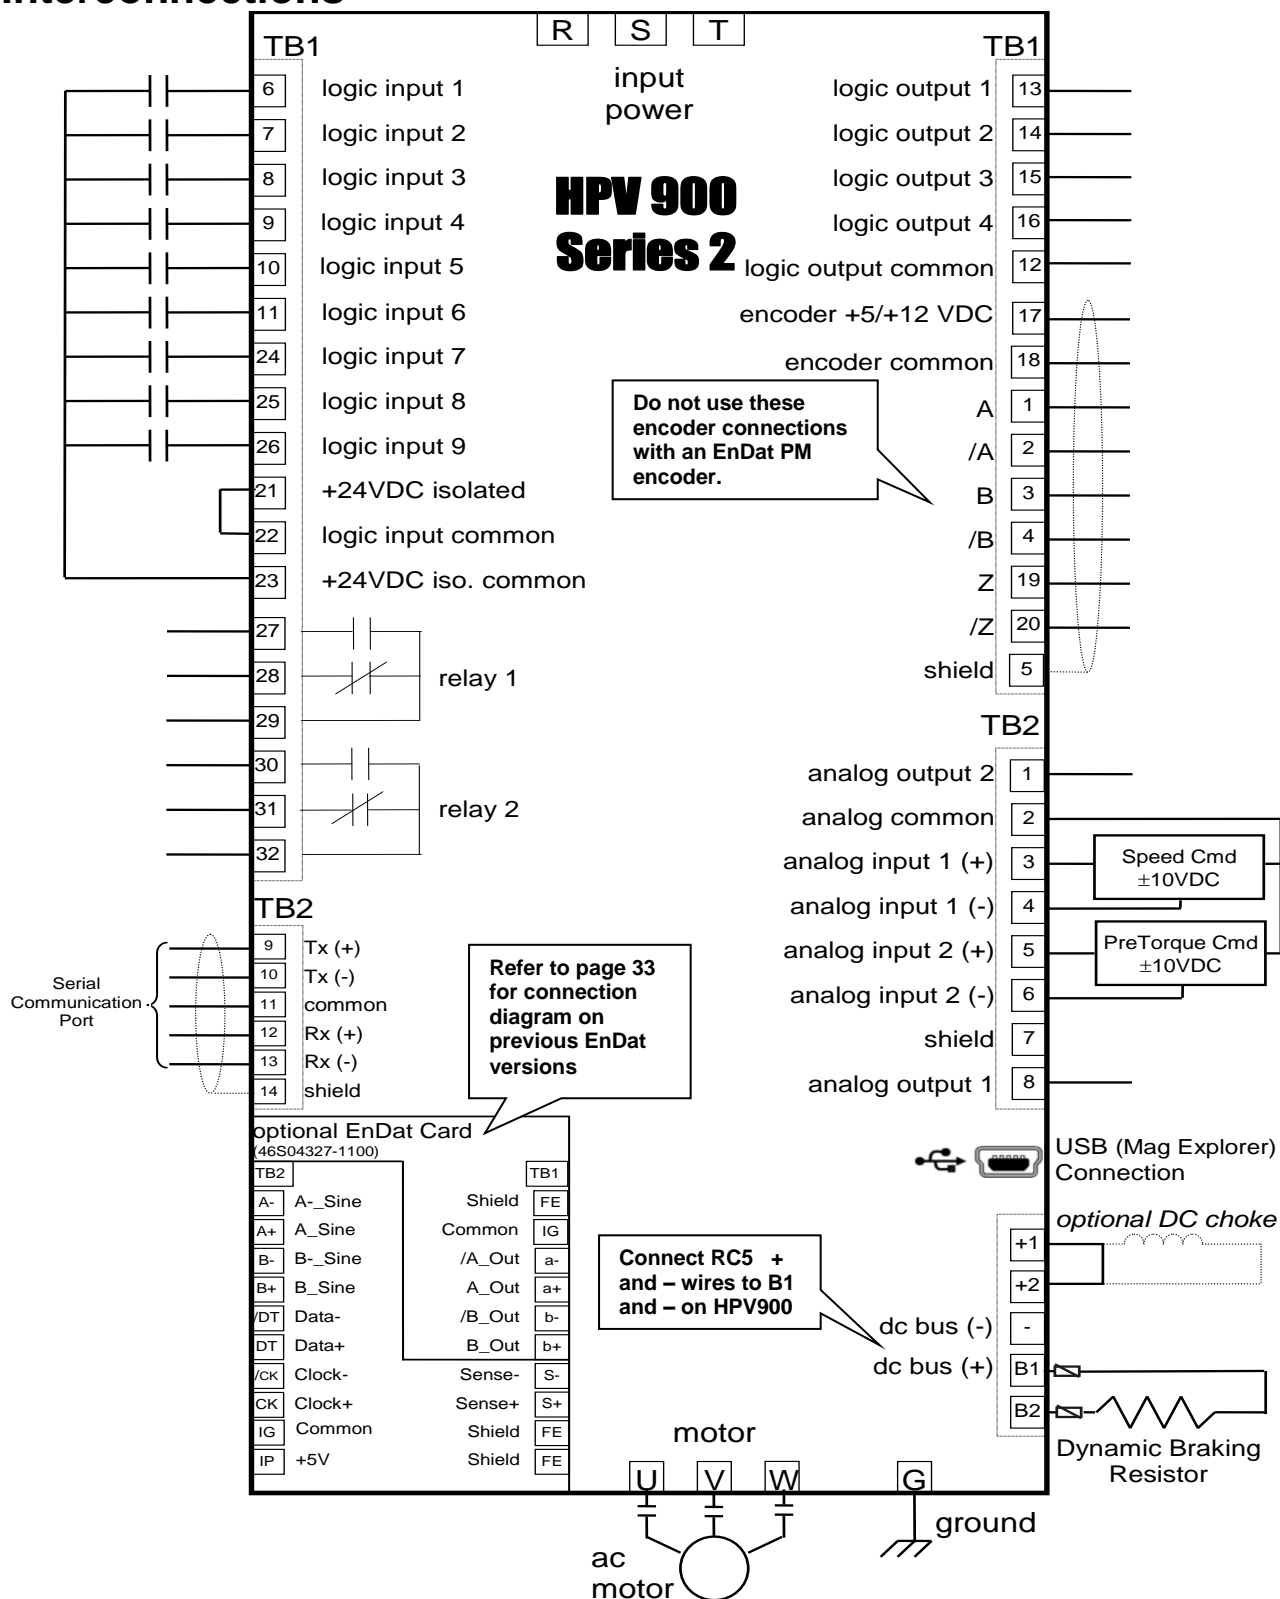 Interconnections
R S T
TB1
input
power
6 logic input 1
7 logic input 2
8 logic input 3
9 logic input 4
10 logic input 5
11 logic input 6
24 logic input 7
25 logic input 8
26 logic input 9
21 +24VDC isolated
22 logic input common
23 +24VDC iso. common
27
28 relay 1
29
30
31 relay 2
32
HPV 900
Series 2
TB1
logic output 1 13
logic output 2 14
logic output 3 15
logic output 4 16
logic output common 12
encoder +5/+12 VDC 17
encoder common 18
A 1
/A 2
B 3
/B 4
Z 19
/Z 20
shield 5
Do not use these
encoder connections
with an EnDat PM
encoder.
TB2
analog output 2 1
analog common 2
analog input 1 (+) 3
analog input 1 (-) 4
analog input 2 (+) 5
analog input 2 (-) 6
shield 7
analog output 1 8
Speed Cmd
±10VDC
PreTorque Cmd
±10VDC
TB2
9 Tx (+)
10 Tx (-)
11 common
12 Rx (+)
13 Rx (-)
14 shield
Serial
Communication
Port
Refer to page 33
for connection
diagram on
previous EnDat
versions
optional EnDat Card
(46S04327-1100)
TB2 TB1
A- A-_Sine Shield FE
A+ A_Sine Common IG
B- B-_Sine /A_Out a-
B+ B_Sine A_Out a+
/DT Data- /B_Out b-
DT Data+ B_Out b+
/CK Clock- Sense- S-
CK Clock+ Sense+ S+
IG Common Shield FE
IP +5V Shield FE
USB (Mag Explorer)
Connection
optional DC choke
+1
+2
dc bus (-) -
dc bus (+) B1
B2
Connect RC5 +
and – wires to B1
and – on HPV900
Dynamic Braking
Resistor
motor
U V W G
ground
ac
motor